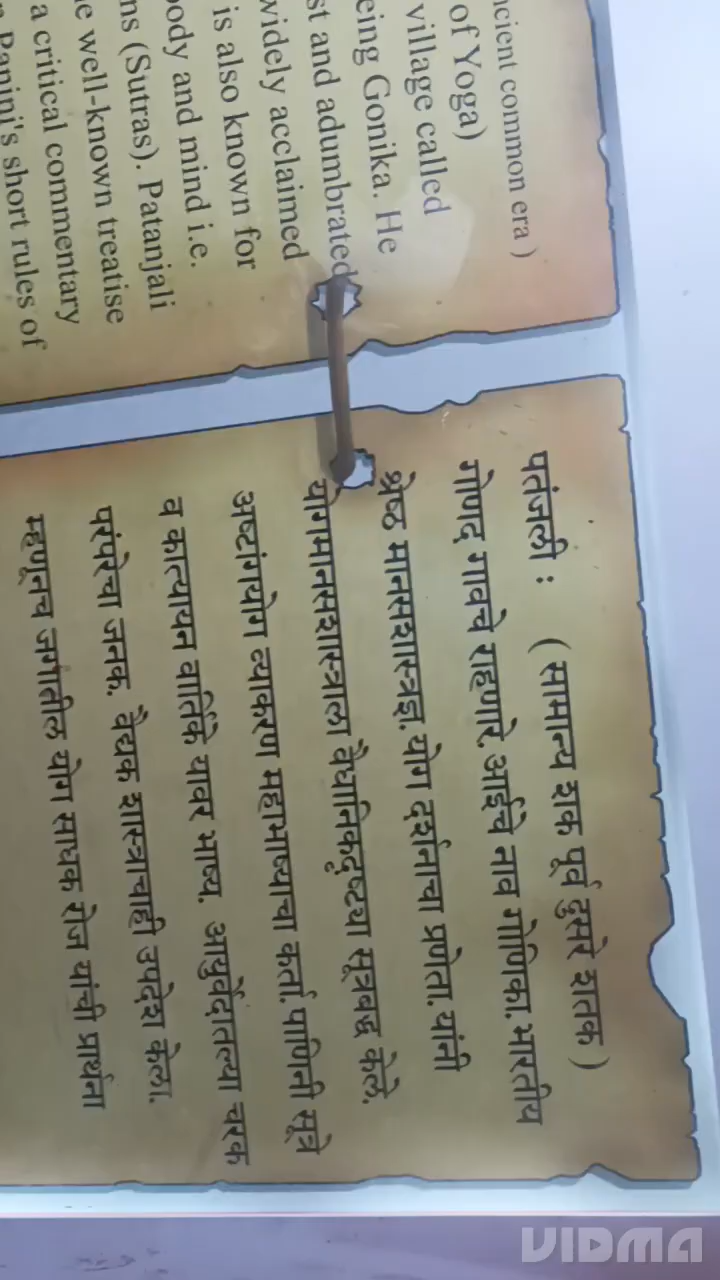 ncient common era )
of Yoga)
village called
eing Gonika. He
st and adumbrated
widely acclaimed
is also known for
body and mind i.e.
ns (Sutras). Patanjali
e well-known treatise
a critical commentary
Panini's short rules of
पतंजली : ( सामान्य शक पूर्व दुसरे शतक )
गोणद् गावचे राहणारे, आईचे नाव गोणिका. भारतीय
श्रेष्ठ मानसशास्त्रज्ञ. योग दर्शनाचा प्रणेता. यांनी
योगमानसशास्त्राला वैधानिकदृष्टया सूत्रबद्ध केले.
अष्टांगयोग व्याकरण महाभाष्याचा कर्ता. पाणिनी सूत्रे
व कात्यायन वार्तिके यावर भाष्य. आयुर्वेदातल्या चरक
परंपरेचा जनक. वैद्यक शास्त्राचाही उपदेश केला.
म्हणूनच जगातील योग साधक रोज यांची प्रार्थना
VIDMA